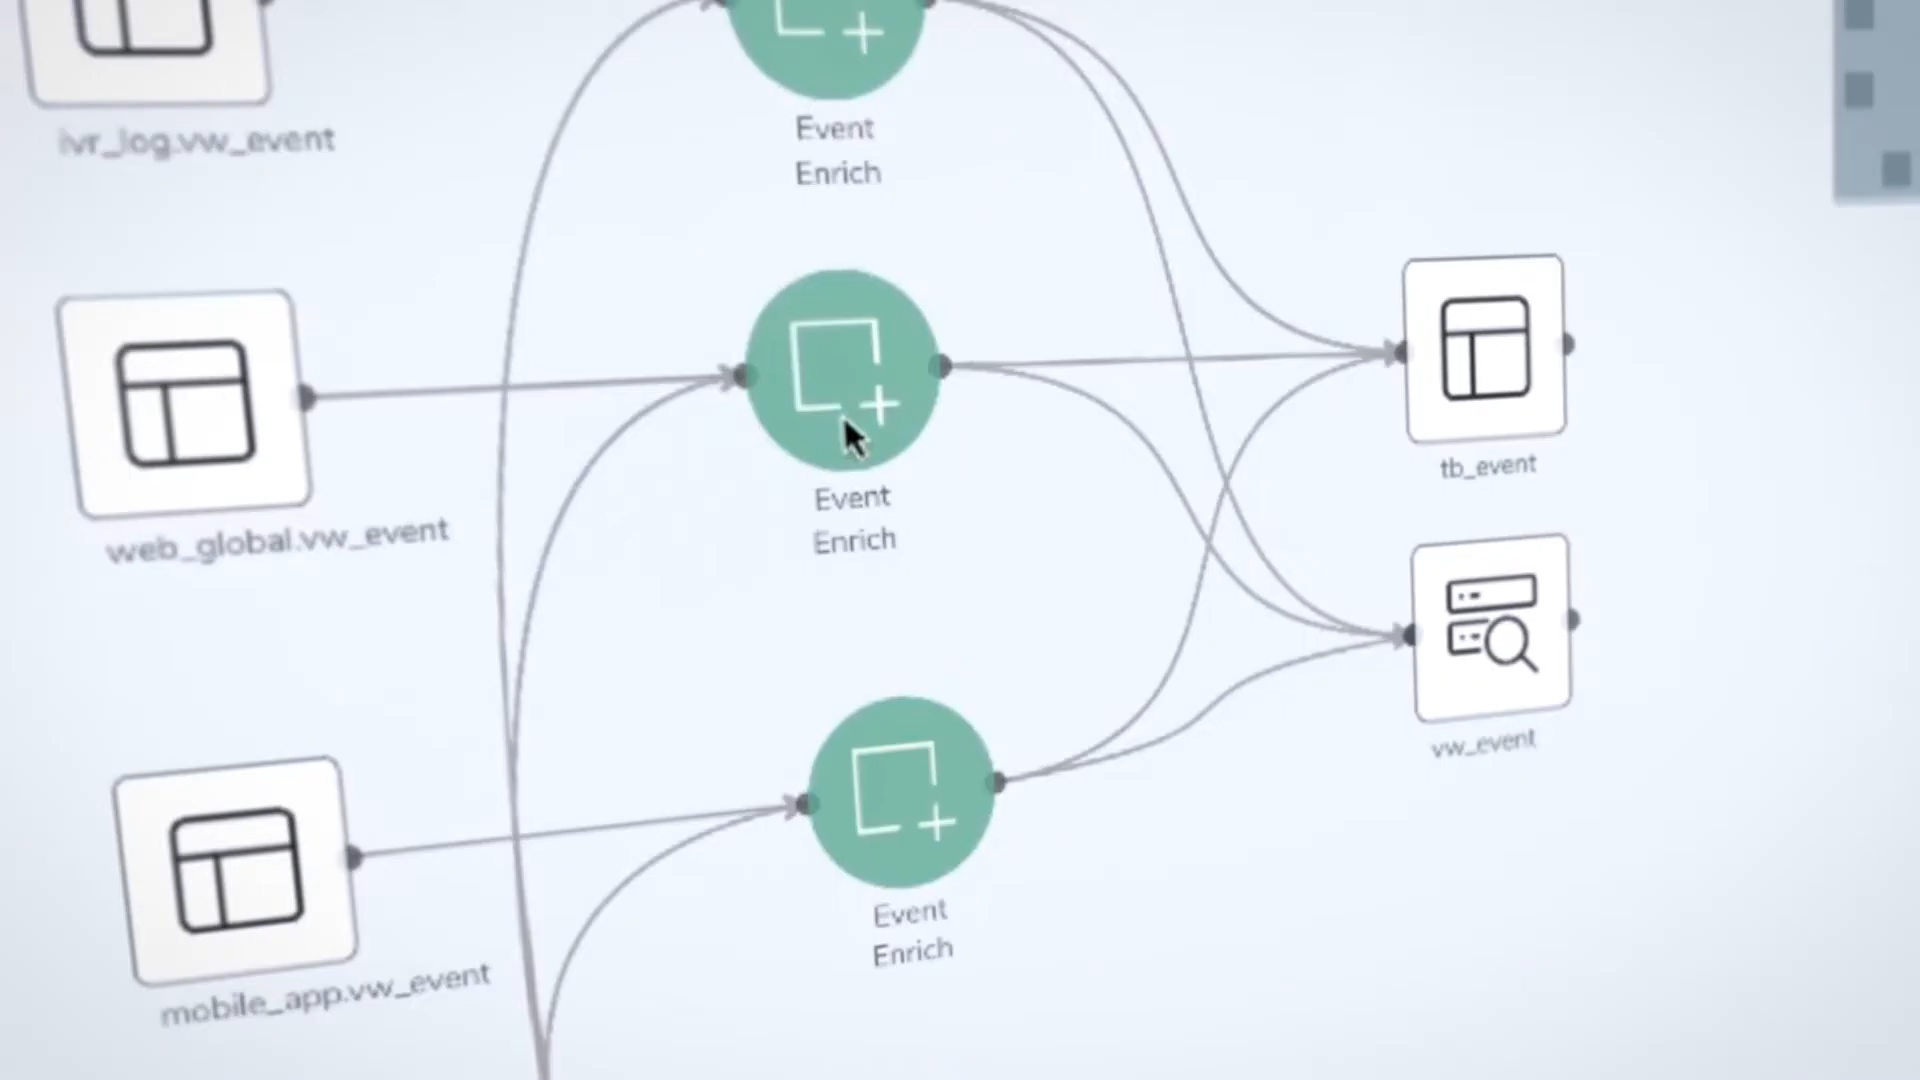 ivr_log.vw_event
Event
Enrich
web_global.vw_event
Event
Enrich
tb_event
vw_event
mobile_app.vw_event
Event
Enrich